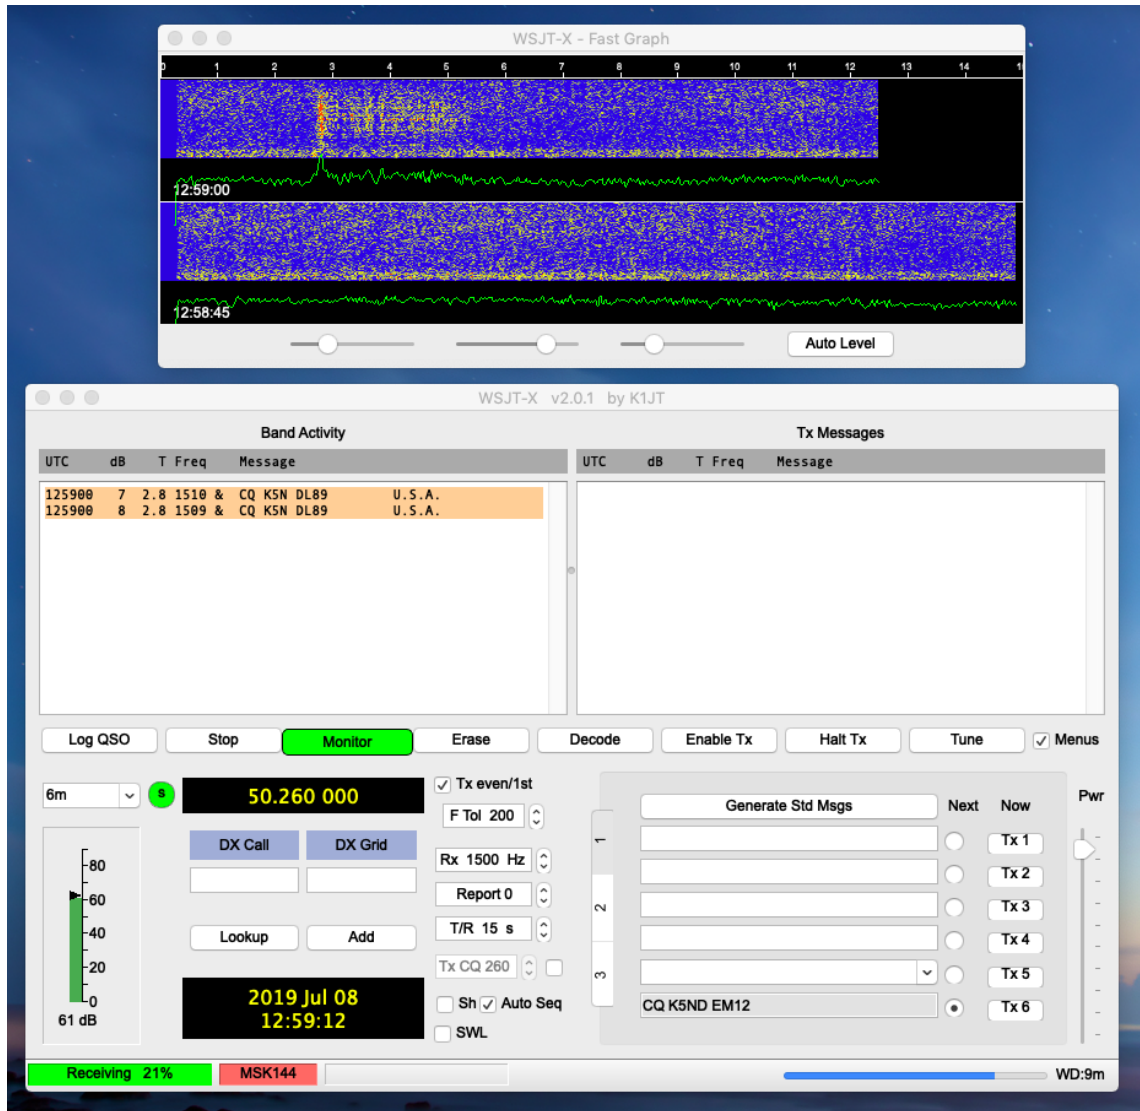 WSJT-X - Fast Graph
0 1 2 3 4 5 6 7 8 9 10 11 12 13 14
12:59:00
12:58:45
Auto Level
WSJT-X v2.0.1 by K1JT
Band Activity
Tx Messages
UTC dB T Freq Message
UTC dB T Freq Message
125900 7 2.8 1510 & CQ K5N DL89 U.S.A.
125900 8 2.8 1509 & CQ K5N DL89 U.S.A.
Log QSO Stop Monitor Erase Decode Enable Tx Halt Tx Tune Menus
6m
S
50.260 000
Tx even/1st
F Tol 200
DX Call DX Grid
Rx 1500 Hz
Report 0
T/R 15 s
Lookup Add
Tx CQ 260
2019 Jul 08
12:59:12
Sh Auto Seq
SWL
80
60
40
20
0
61 dB
1
2
3
Generate Std Msgs Next Now
Tx 1
Tx 2
Tx 3
Tx 4
Tx 5
CQ K5ND EM12 Tx 6
Pwr
Receiving 21% MSK144 WD:9m